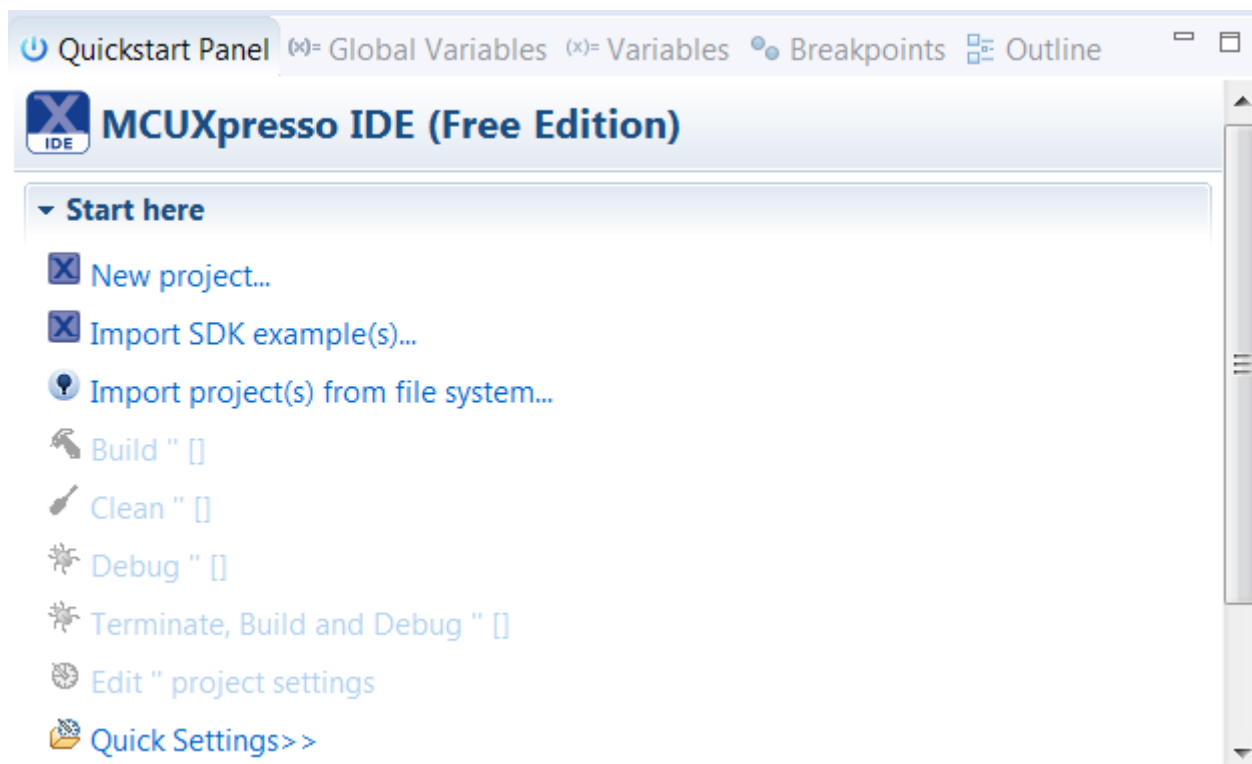 Quickstart Panel (x)= Global Variables (x)= Variables Breakpoints Outline
X IDE MCUXpresso IDE (Free Edition)
Start here
New project...
Import SDK example(s)...
Import project(s) from file system...
Build '' []
Clean '' []
Debug '' []
Terminate, Build and Debug '' []
Edit '' project settings
Quick Settings>>